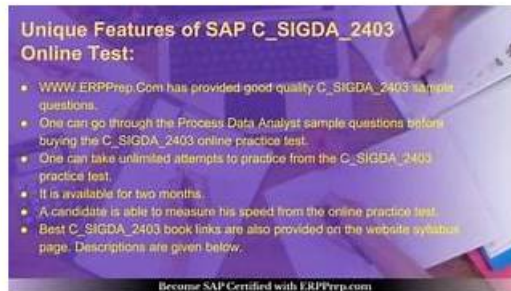 Unique Features of SAP C_SIGDA_2403
Online Test:
● WWW.ERPPrep.Com has provided good quality C_SIGDA_2403 sample
questions.
● One can go through the Process Data Analyst sample questions before
buying the C_SIGDA_2403 online practice test.
● One can take unlimited attempts to practice from the C_SIGDA_2403
practice test.
● It is available for two months.
● A candidate is able to measure his speed from the online practice test.
● Best C_SIGDA_2403 book links are also provided on the website syllabus
page. Descriptions are given below.
Become SAP Certified with ERPPrep.com